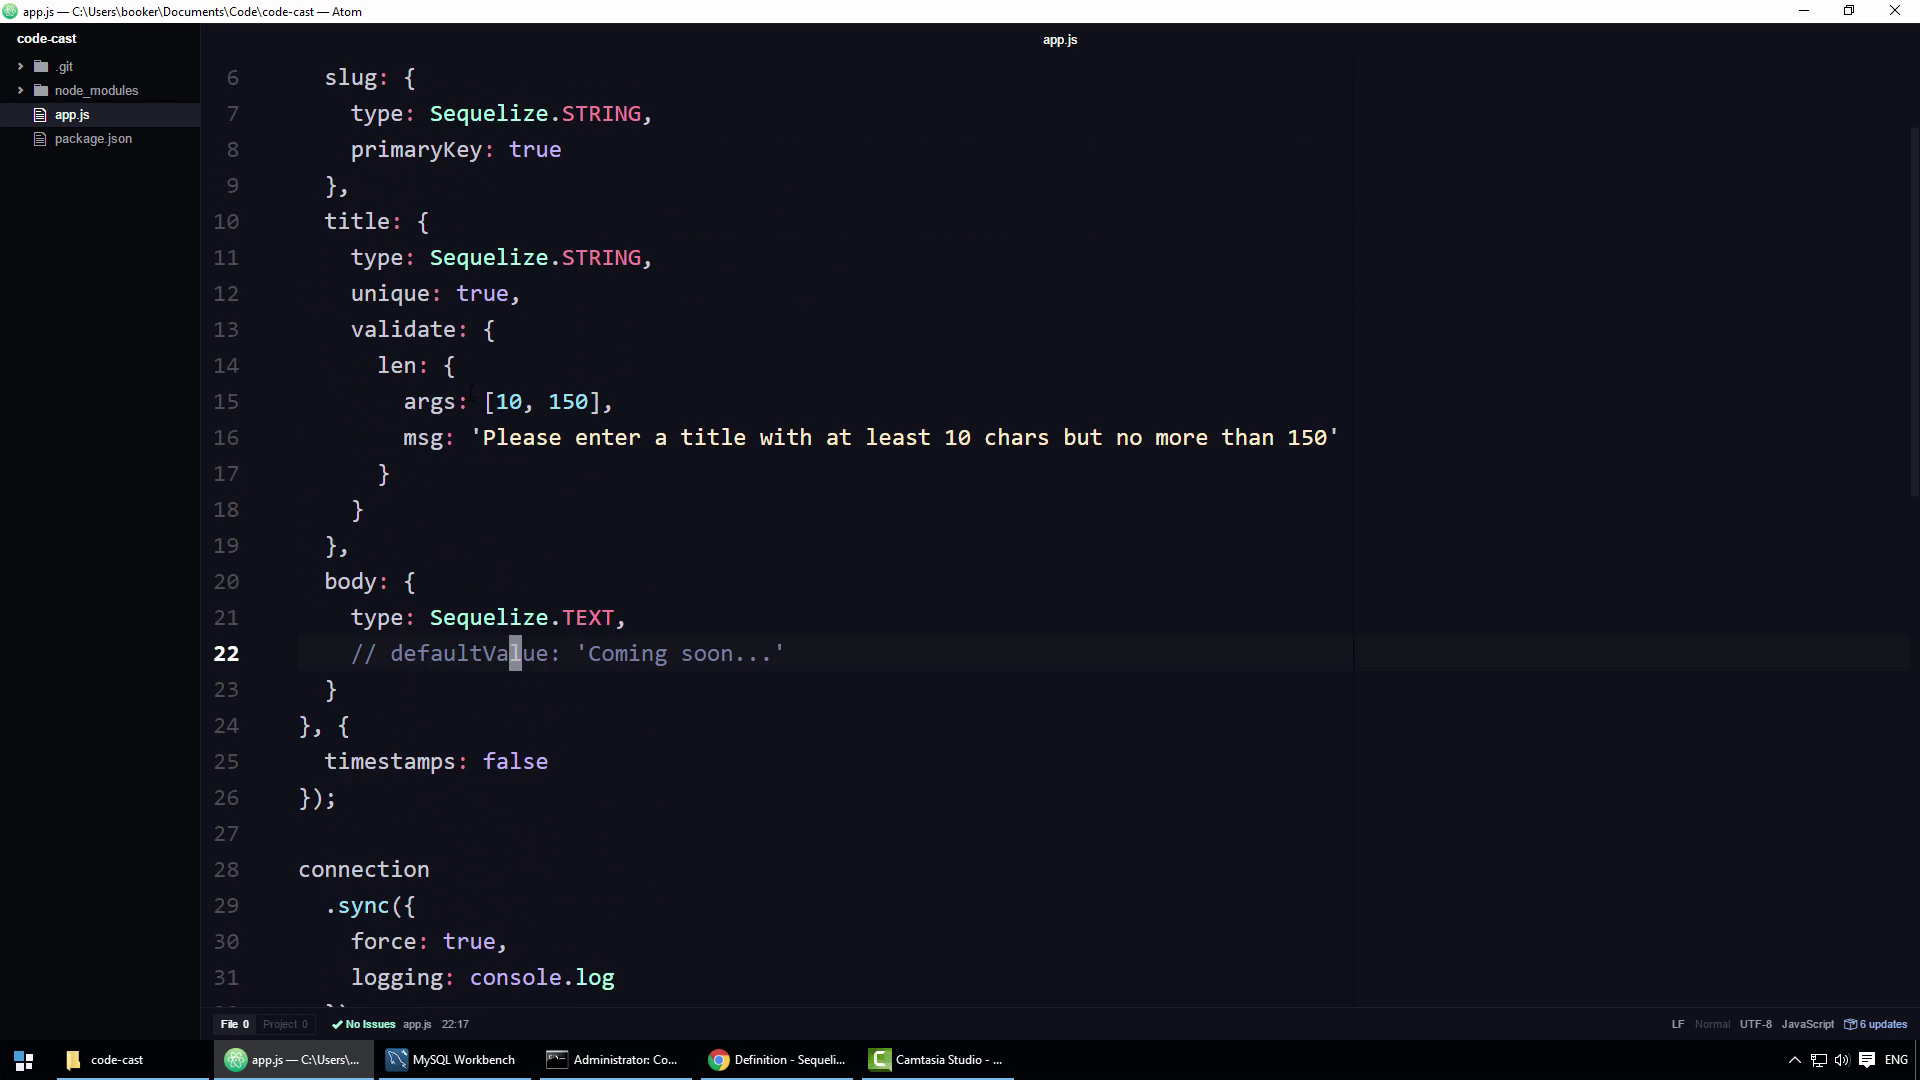 app.js — C:\Users\booker\Documents\Code\code-cast — Atom
code-cast
.git
node_modules
app.js
package.json
app.js
6 slug: {
7 type: Sequelize.STRING,
8 primaryKey: true
9 },
10 title: {
11 type: Sequelize.STRING,
12 unique: true,
13 validate: {
14 len: {
15 args: [10, 150],
16 msg: 'Please enter a title with at least 10 chars but no more than 150'
17 }
18 }
19 },
20 body: {
21 type: Sequelize.TEXT,
22 // defaultValue: 'Coming soon...'
23 }
24 }, {
25 timestamps: false
26 });
27
28 connection
29 .sync({
30 force: true,
31 logging: console.log
File 0 Project 0 No Issues app.js 22:17 LF Normal UTF-8 JavaScript 6 updates
code-cast app.js — C:\Users\... MySQL Workbench Administrator: Co... Definition - Sequeli... Camtasia Studio - ... ENG